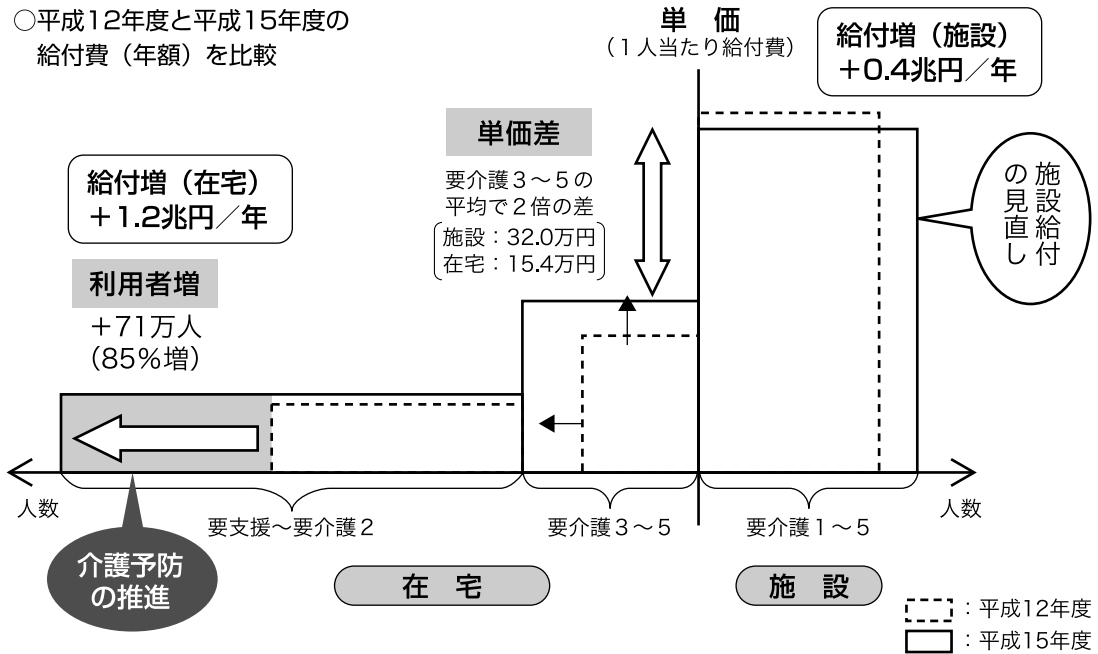 ○平成12年度と平成15年度の
給付費（年額）を比較
単　価
（1人当たり給付費）
給付増（施設）
＋0.4兆円／年
単価差
要介護3～5の
平均で2倍の差
施設：32.0万円
在宅：15.4万円
給付増（在宅）
＋1.2兆円／年
利用者増
＋71万人
（85％増）
施設給付
の見直し
人数
要支援～要介護2
要介護3～5
要介護1～5
人数
介護予防
の推進
在　宅
施　設
：平成12年度
：平成15年度